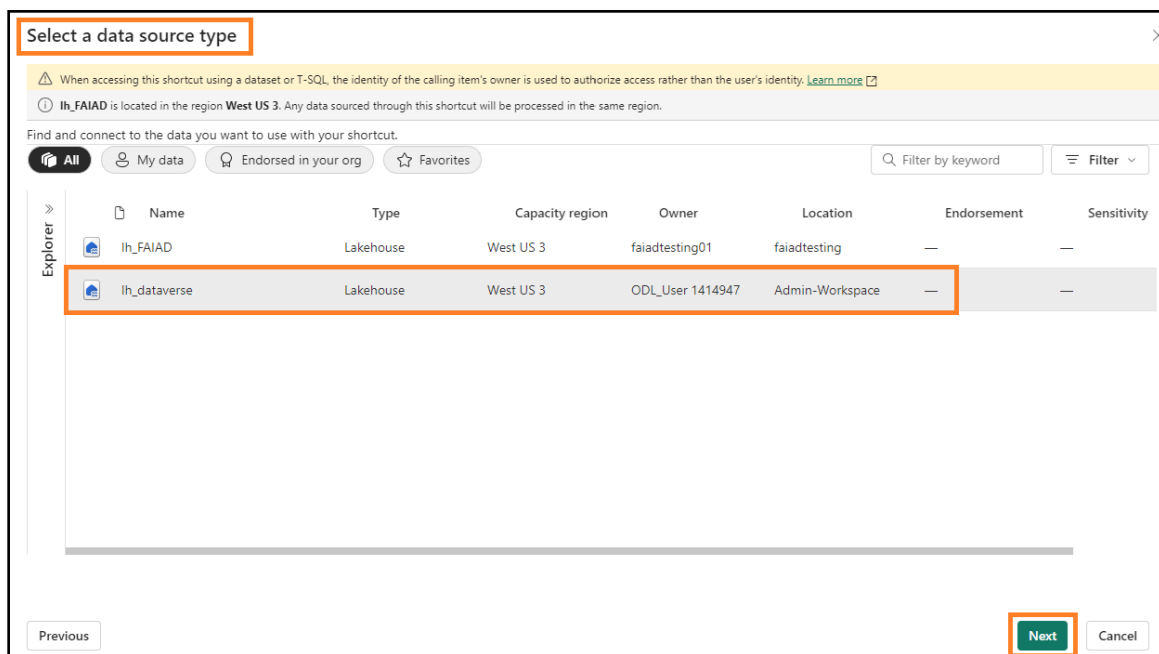 Select a data source type
When accessing this shortcut using a dataset or T-SQL, the identity of the calling item's owner is used to authorize access rather than the user's identity. Learn more
lh_FAIAD is located in the region West US 3. Any data sourced through this shortcut will be processed in the same region.
Find and connect to the data you want to use with your shortcut.
All My data Endorsed in your org Favorites Filter by keyword Filter
Explorer
Name Type Capacity region Owner Location Endorsement Sensitivity
lh_FAIAD Lakehouse West US 3 faiadtesting01 faiadtesting — —
lh_dataverse Lakehouse West US 3 ODL_User 1414947 Admin-Workspace — —
Previous Next Cancel